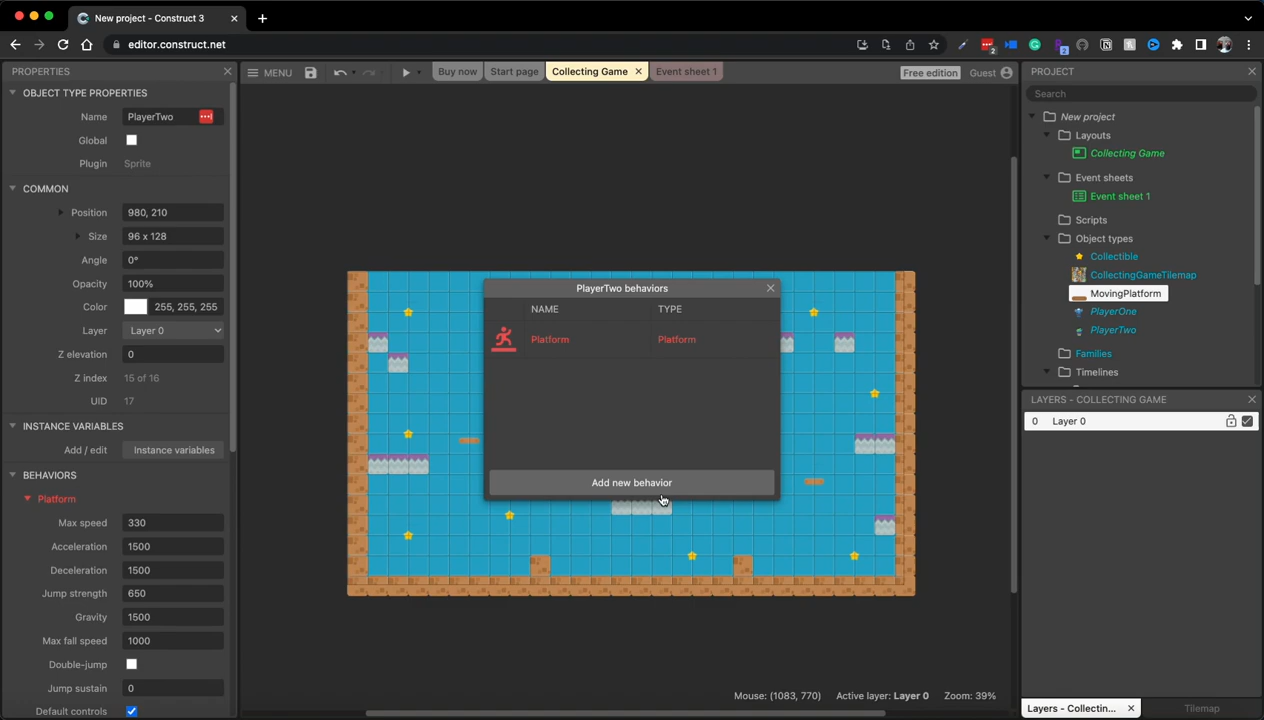 New project - Construct 3
editor.construct.net
2
2
PROPERTIES
OBJECT TYPE PROPERTIES
Name PlayerTwo
Global
Plugin Sprite
COMMON
Position 980, 210
Size 96 x 128
Angle 0°
Opacity 100%
Color 255, 255, 255
Layer Layer 0
Z elevation 0
Z index 15 of 16
UID 17
INSTANCE VARIABLES
Add / edit Instance variables
BEHAVIORS
Platform
Max speed 330
Acceleration 1500
Deceleration 1500
Jump strength 650
Gravity 1500
Max fall speed 1000
Double-jump
Jump sustain 0
Default controls
MENU
Buy now
Start page
Collecting Game
Event sheet 1
Free edition
Guest
PlayerTwo behaviors
NAME TYPE
Platform Platform
Add new behavior
Mouse: (1083, 770) Active layer: Layer 0 Zoom: 39%
PROJECT
Search
New project
Layouts
Collecting Game
Event sheets
Event sheet 1
Scripts
Object types
Collectible
CollectingGameTilemap
MovingPlatform
PlayerOne
PlayerTwo
Families
Timelines
LAYERS - COLLECTING GAME
0 Layer 0
Layers - Collectin...
Tilemap